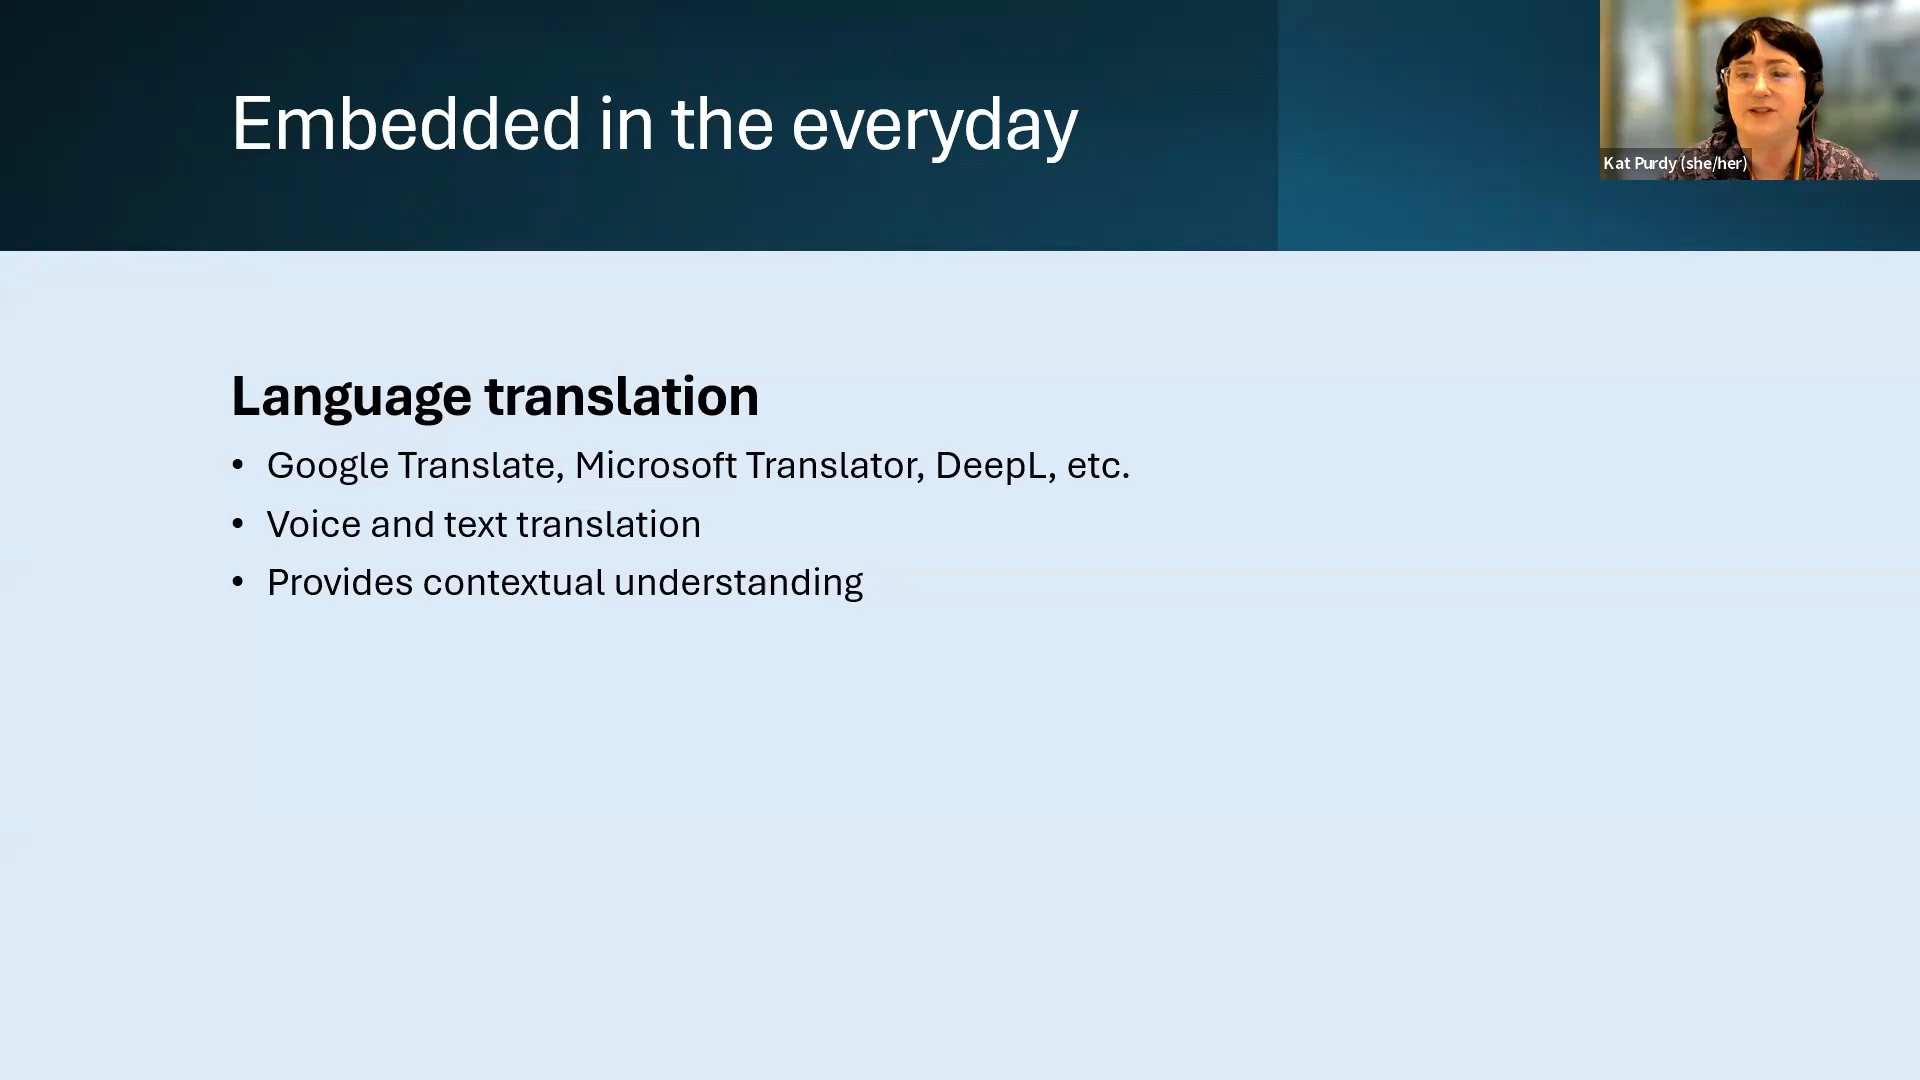 Embedded in the everyday
Kat Purdy (she/her)
Language translation
• Google Translate, Microsoft Translator, DeepL, etc.
• Voice and text translation
• Provides contextual understanding